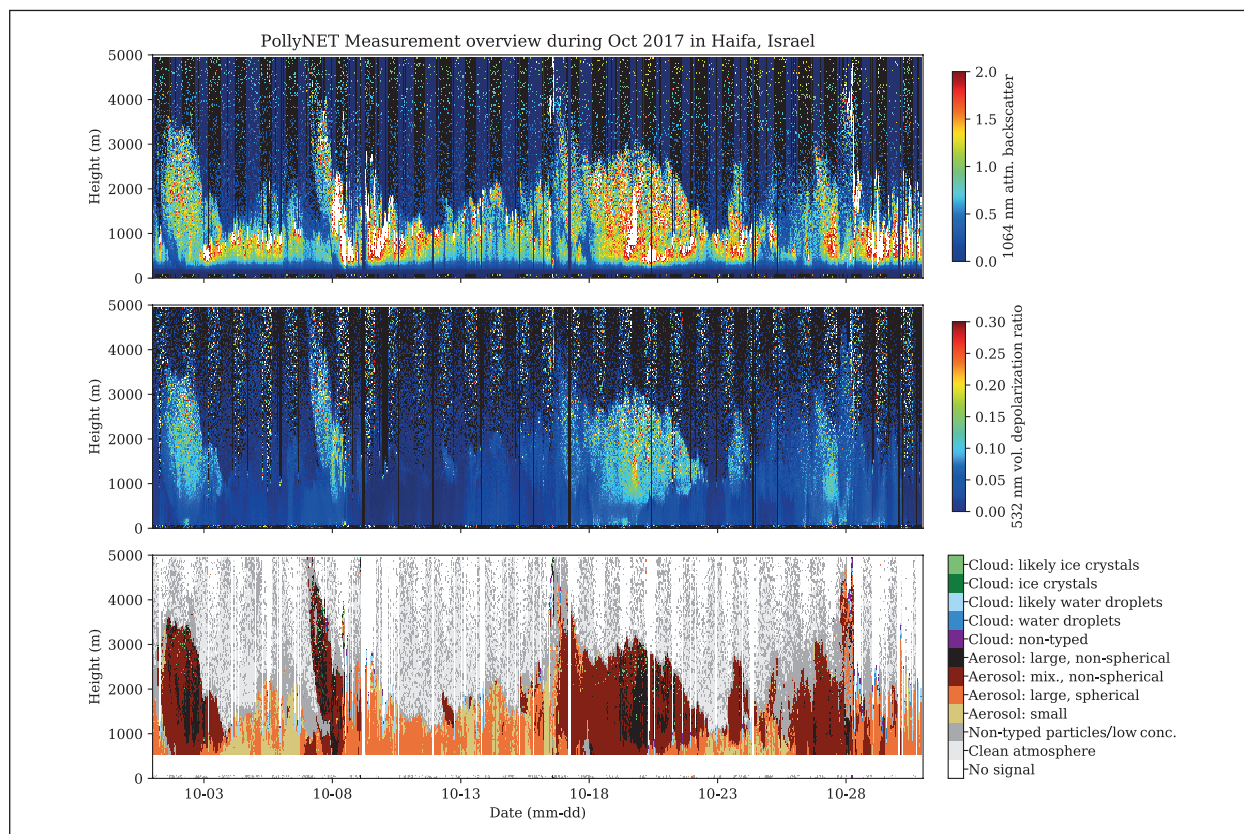 PollyNET Measurement overview during Oct 2017 in Haifa, Israel
5000
4000
3000
2000
1000
0
Height (m)
2.0
1.5
1.0
0.5
0.0
1064 nm attn. backscatter
5000
4000
3000
2000
1000
0
Height (m)
0.30
0.25
0.20
0.15
0.10
0.05
0.00
532 nm vol. depolarization ratio
5000
4000
3000
2000
1000
0
Height (m)
10-03 10-08 10-13 10-18 10-23 10-28
Date (mm-dd)
Cloud: likely ice crystals
Cloud: ice crystals
Cloud: likely water droplets
Cloud: water droplets
Cloud: non-typed
Aerosol: large, non-spherical
Aerosol: mix., non-spherical
Aerosol: large, spherical
Aerosol: small
Non-typed particles/low conc.
Clean atmosphere
No signal